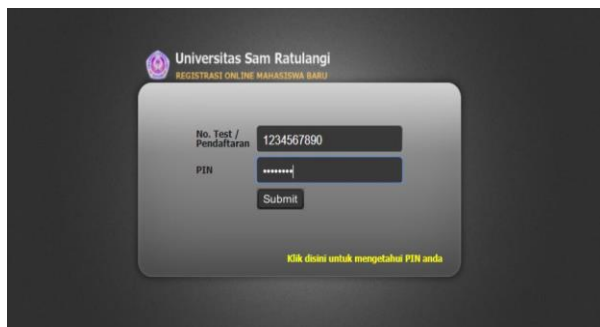 Universitas Sam Ratulangi
REGISTRASI ONLINE MAHASISWA BARU
No. Test /
Pendaftaran
1234567890
PIN
••••••••
Submit
Klik disini untuk mengetahui PIN anda